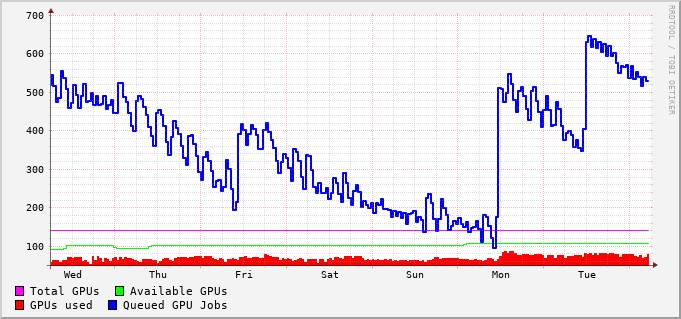 700
600
500
400
300
200
100
Wed Thu Fri Sat Sun Mon Tue
Total GPUs Available GPUs
GPUs used Queued GPU Jobs
RRDTOOL / TOBI OETIKER